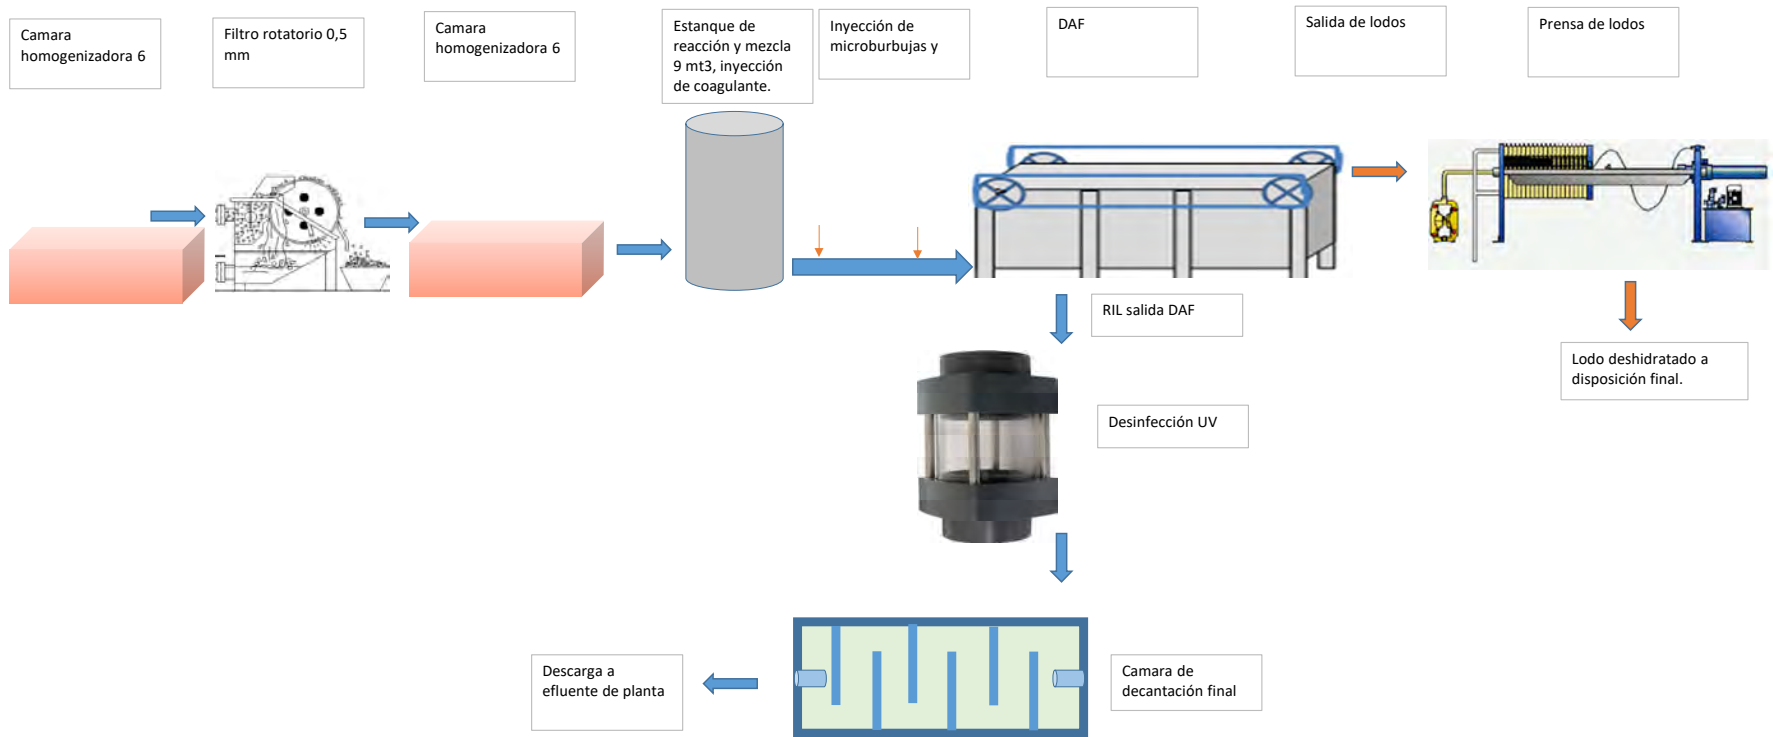 Camara
homogenizadora 6
Filtro rotatorio 0,5
mm
Camara
homogenizadora 6
Estanque de
reacción y mezcla
9 mt3, inyección
de coagulante.
Inyección de
microburbujas y
DAF
Salida de lodos
Prensa de lodos
RIL salida DAF
Lodo deshidratado a
disposición final.
Desinfección UV
Descarga a
efluente de planta
Camara de
decantación final